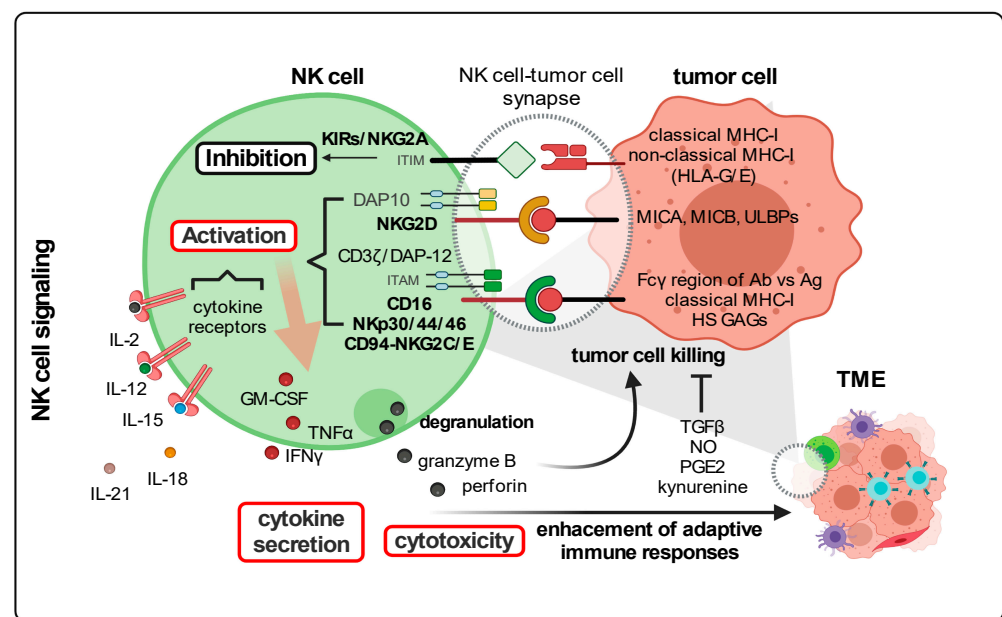 NK cell signaling
NK cell
NK cell-tumor cell
synapse
tumor cell
KIRs/NKG2A
ITIM
Inhibition
classical MHC-I
non-classical MHC-I
(HLA-G/E)
DAP10
NKG2D
MICA, MICB, ULBPs
Activation
CD3ζ/DAP-12
ITAM
CD16
NKp30/44/46
CD94-NKG2C/E
Fcγ region of Ab vs Ag
classical MHC-I
HS GAGs
cytokine
receptors
IL-2
IL-12
IL-15
IL-18
IL-21
GM-CSF
TNFα
IFNγ
degranulation
granzyme B
perforin
tumor cell killing
TGFβ
NO
PGE2
kynurenine
TME
cytokine
secretion
cytotoxicity
enhacement of adaptive
immune responses